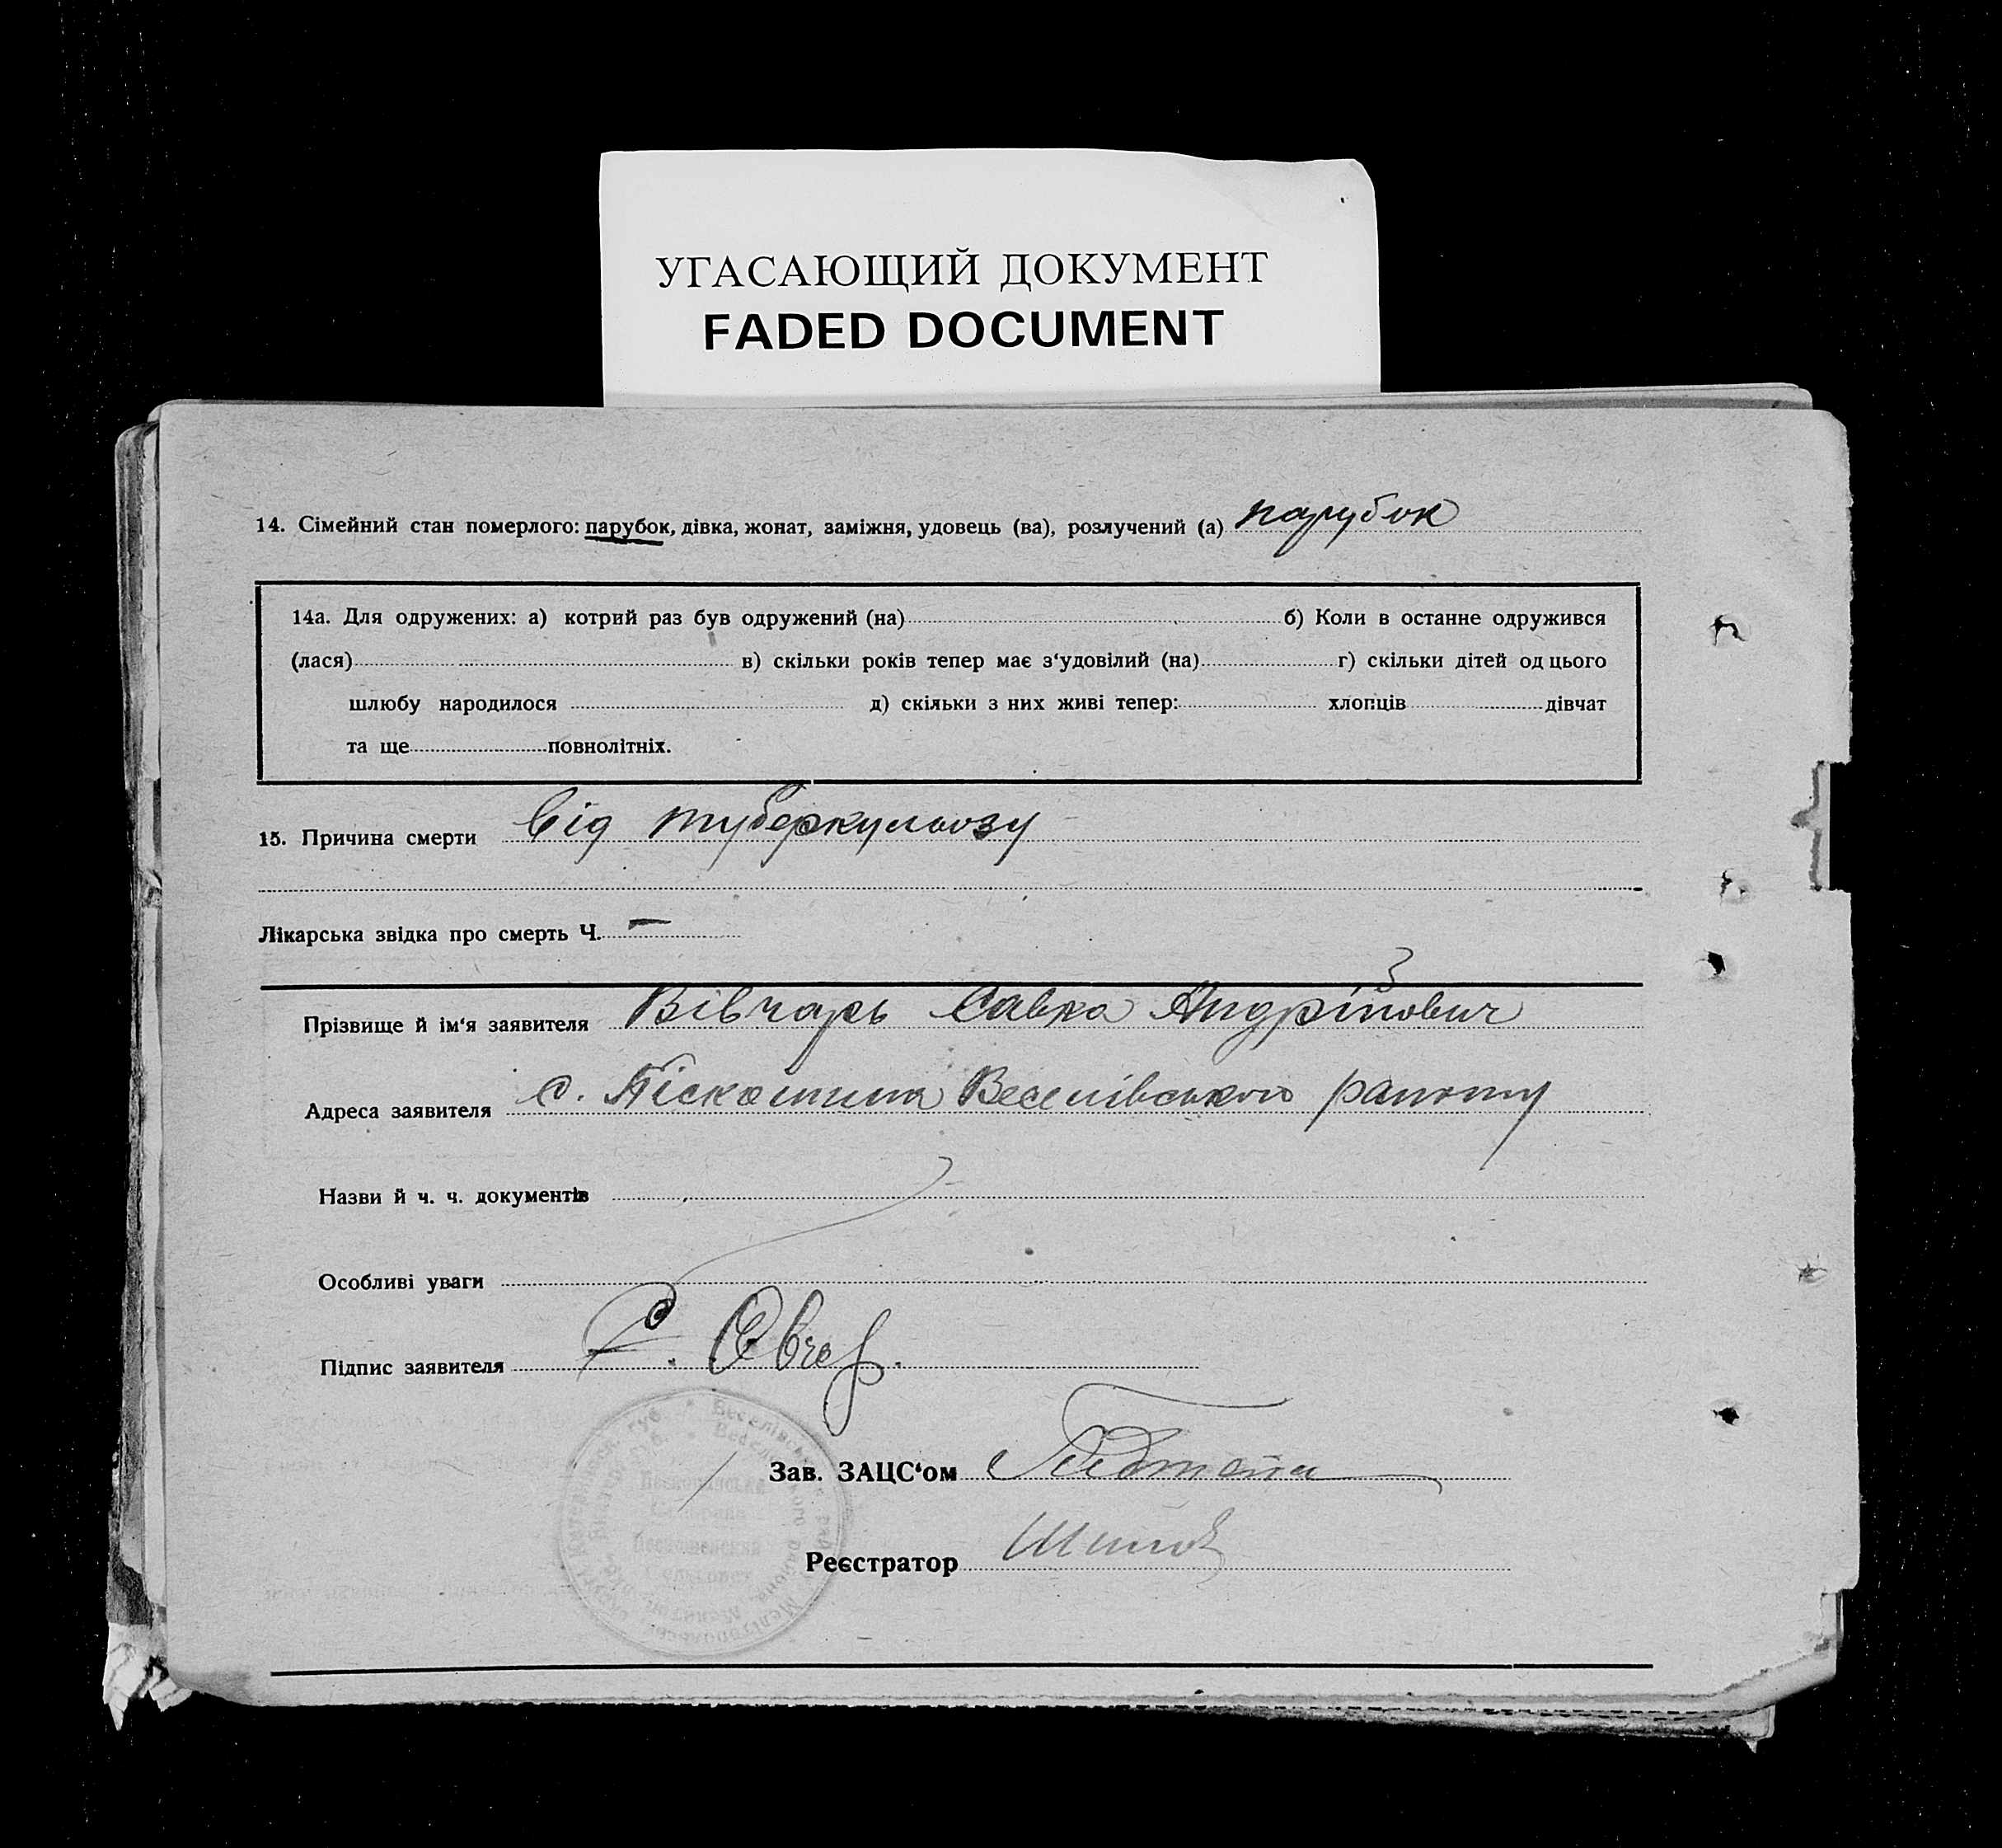 УГАСАЮЩИЙ ДОКУМЕНТ
FADED DOCUMENT
14. Сімейний стан померлого: парубок, дівка, жонат, заміжня, удовець (ва), розлучений (а) парубок
14а. Для одружених: а) котрий раз був одружений (на) б) Коли в останне одружився
(лася) в) скільки років тепер має з‘удовілий (на) г) скільки дітей од цього
шлюбу народилося д) скільки з них живі тепер: хлопців дівчат
та ще повнолітніх.
15. Причина смерти від туберкульозу
Лікарська звідка про смерть Ч. —
Прізвище й ім‘я заявителя Вівчарь Савка Андрійович
Адреса заявителя с. Піскошина Веселівського району
Назви й ч. ч. документів
Особливі уваги
Підпис заявителя С. Овчар.
Зав. ЗАЦС‘ом
Реєстратор